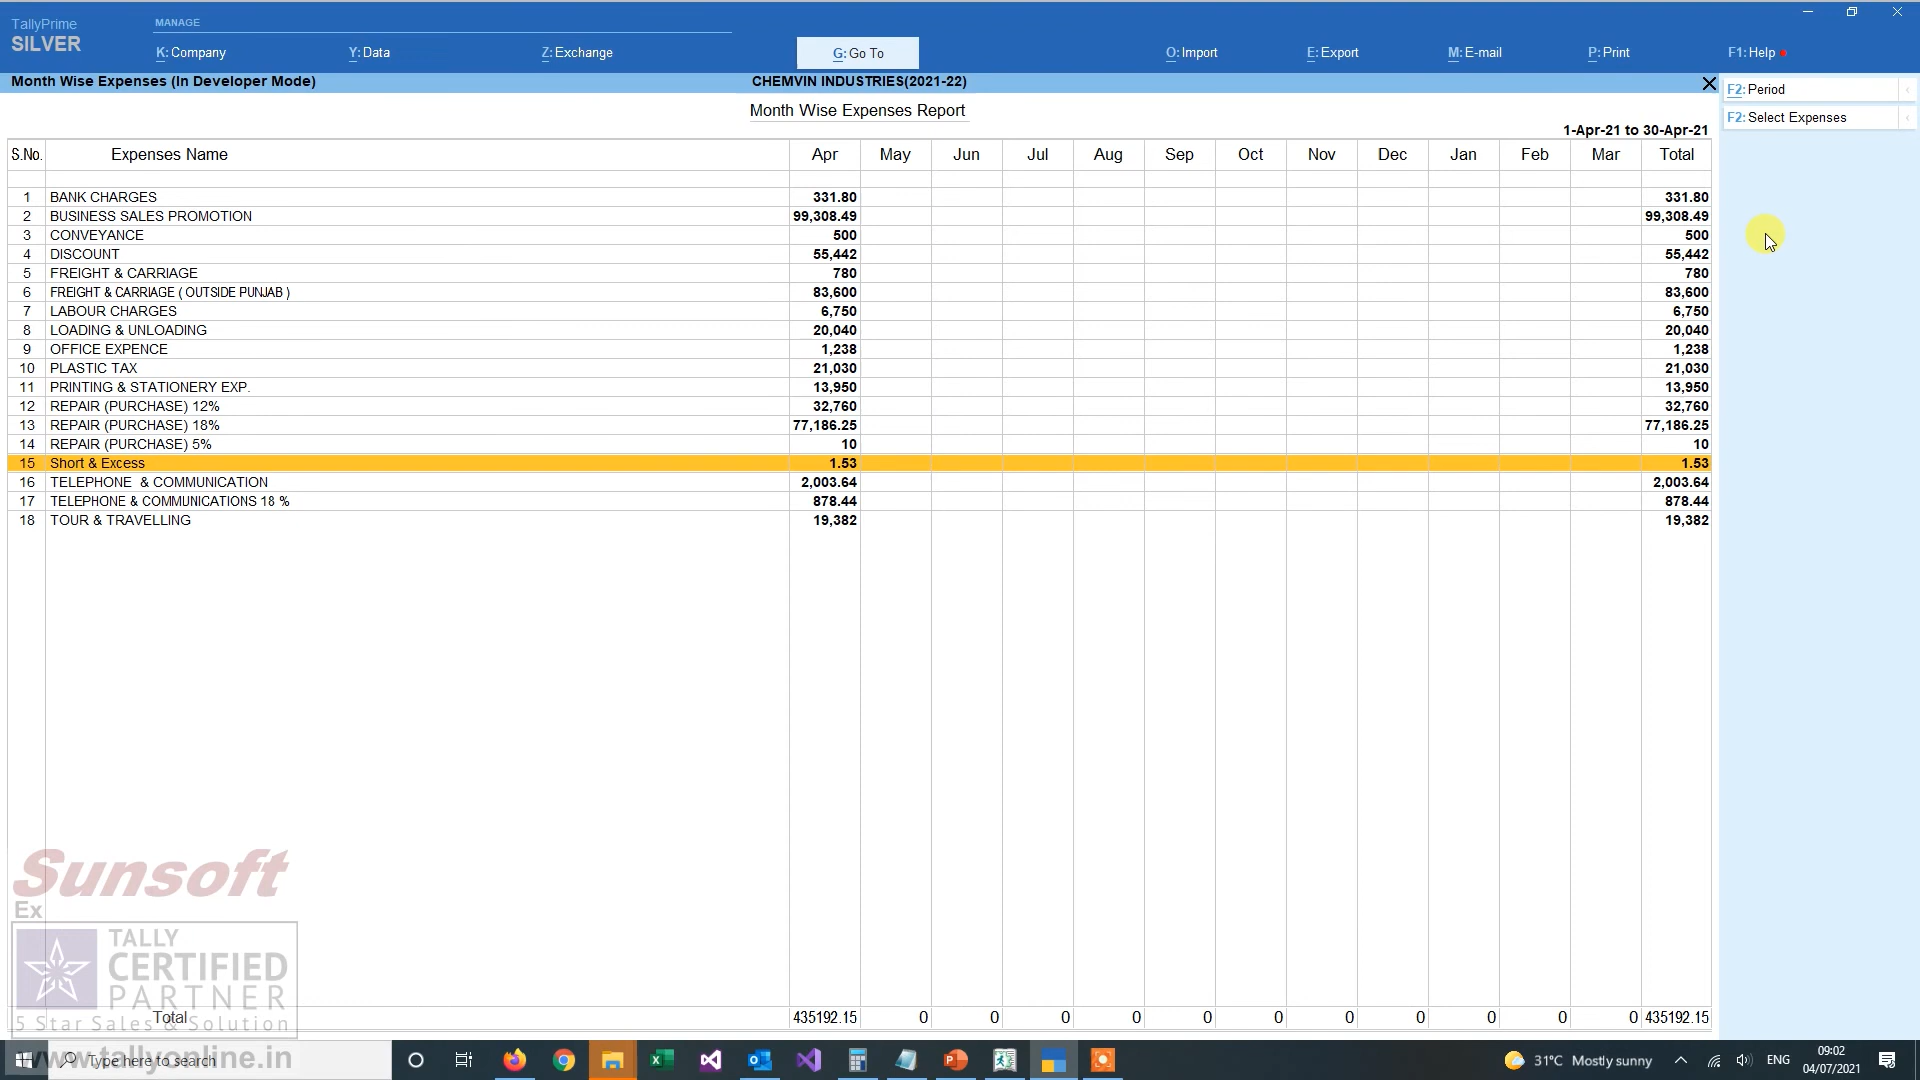 TallyPrime
SILVER
MANAGE
K: Company
Y: Data
Z: Exchange
G: Go To
O: Import
E: Export
M: E-mail
P: Print
F1: Help
Month Wise Expenses (In Developer Mode)
CHEMVIN INDUSTRIES(2021-22)
Month Wise Expenses Report
1-Apr-21 to 30-Apr-21
F2: Period
F2: Select Expenses
S.No. Expenses Name Apr May Jun Jul Aug Sep Oct Nov Dec Jan Feb Mar Total
1 BANK CHARGES 331.80 331.80
2 BUSINESS SALES PROMOTION 99,308.49 99,308.49
3 CONVEYANCE 500 500
4 DISCOUNT 55,442 55,442
5 FREIGHT & CARRIAGE 780 780
6 FREIGHT & CARRIAGE ( OUTSIDE PUNJAB ) 83,600 83,600
7 LABOUR CHARGES 6,750 6,750
8 LOADING & UNLOADING 20,040 20,040
9 OFFICE EXPENCE 1,238 1,238
10 PLASTIC TAX 21,030 21,030
11 PRINTING & STATIONERY EXP. 13,950 13,950
12 REPAIR (PURCHASE) 12% 32,760 32,760
13 REPAIR (PURCHASE) 18% 77,186.25 77,186.25
14 REPAIR (PURCHASE) 5% 10 10
15 Short & Excess 1.53 1.53
16 TELEPHONE & COMMUNICATION 2,003.64 2,003.64
17 TELEPHONE & COMMUNICATIONS 18 % 878.44 878.44
18 TOUR & TRAVELLING 19,382 19,382
Sunsoft
Ex
TALLY
CERTIFIED
PARTNER
5 Star Sales & Solution
Total 435192.15 0 0 0 0 0 0 0 0 0 0 0 435192.15
www.tallyonline.in
Type here to search
31°C Mostly sunny
ENG
09:02
04/07/2021